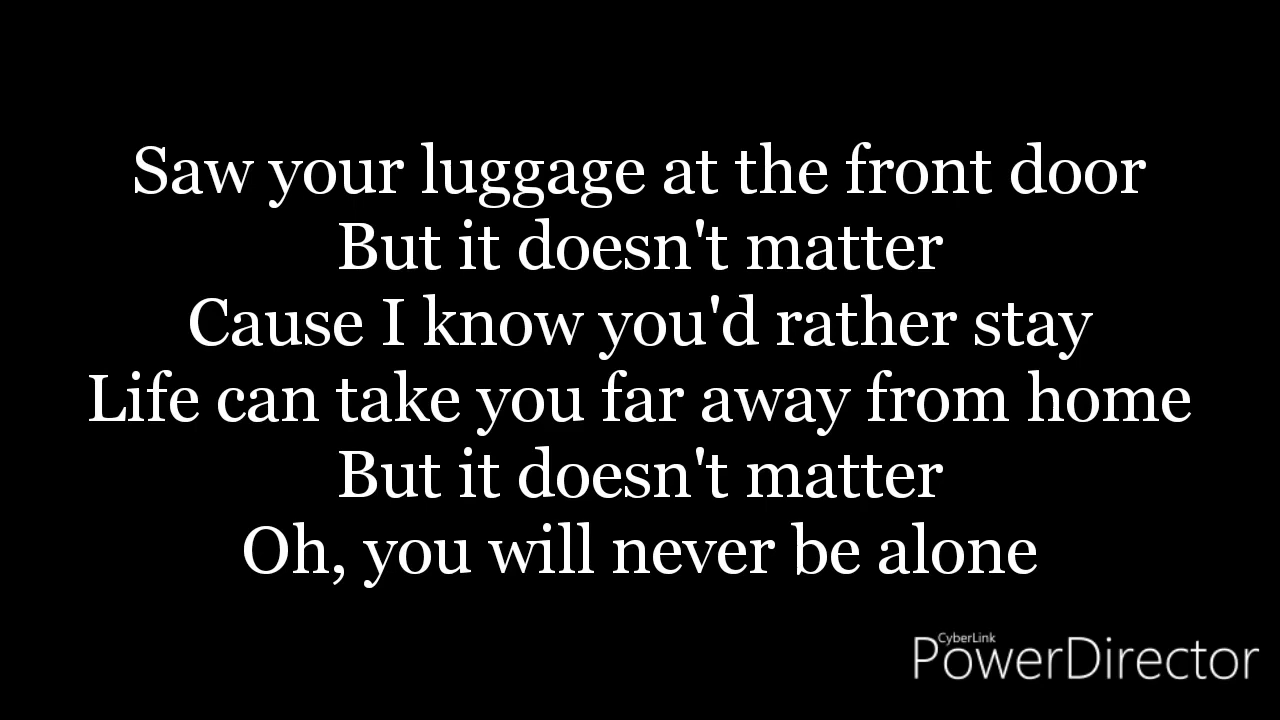 Saw your luggage at the front door
But it doesn't matter
Cause I know you'd rather stay
Life can take you far away from home
But it doesn't matter
Oh, you will never be alone
CyberLink
PowerDirector